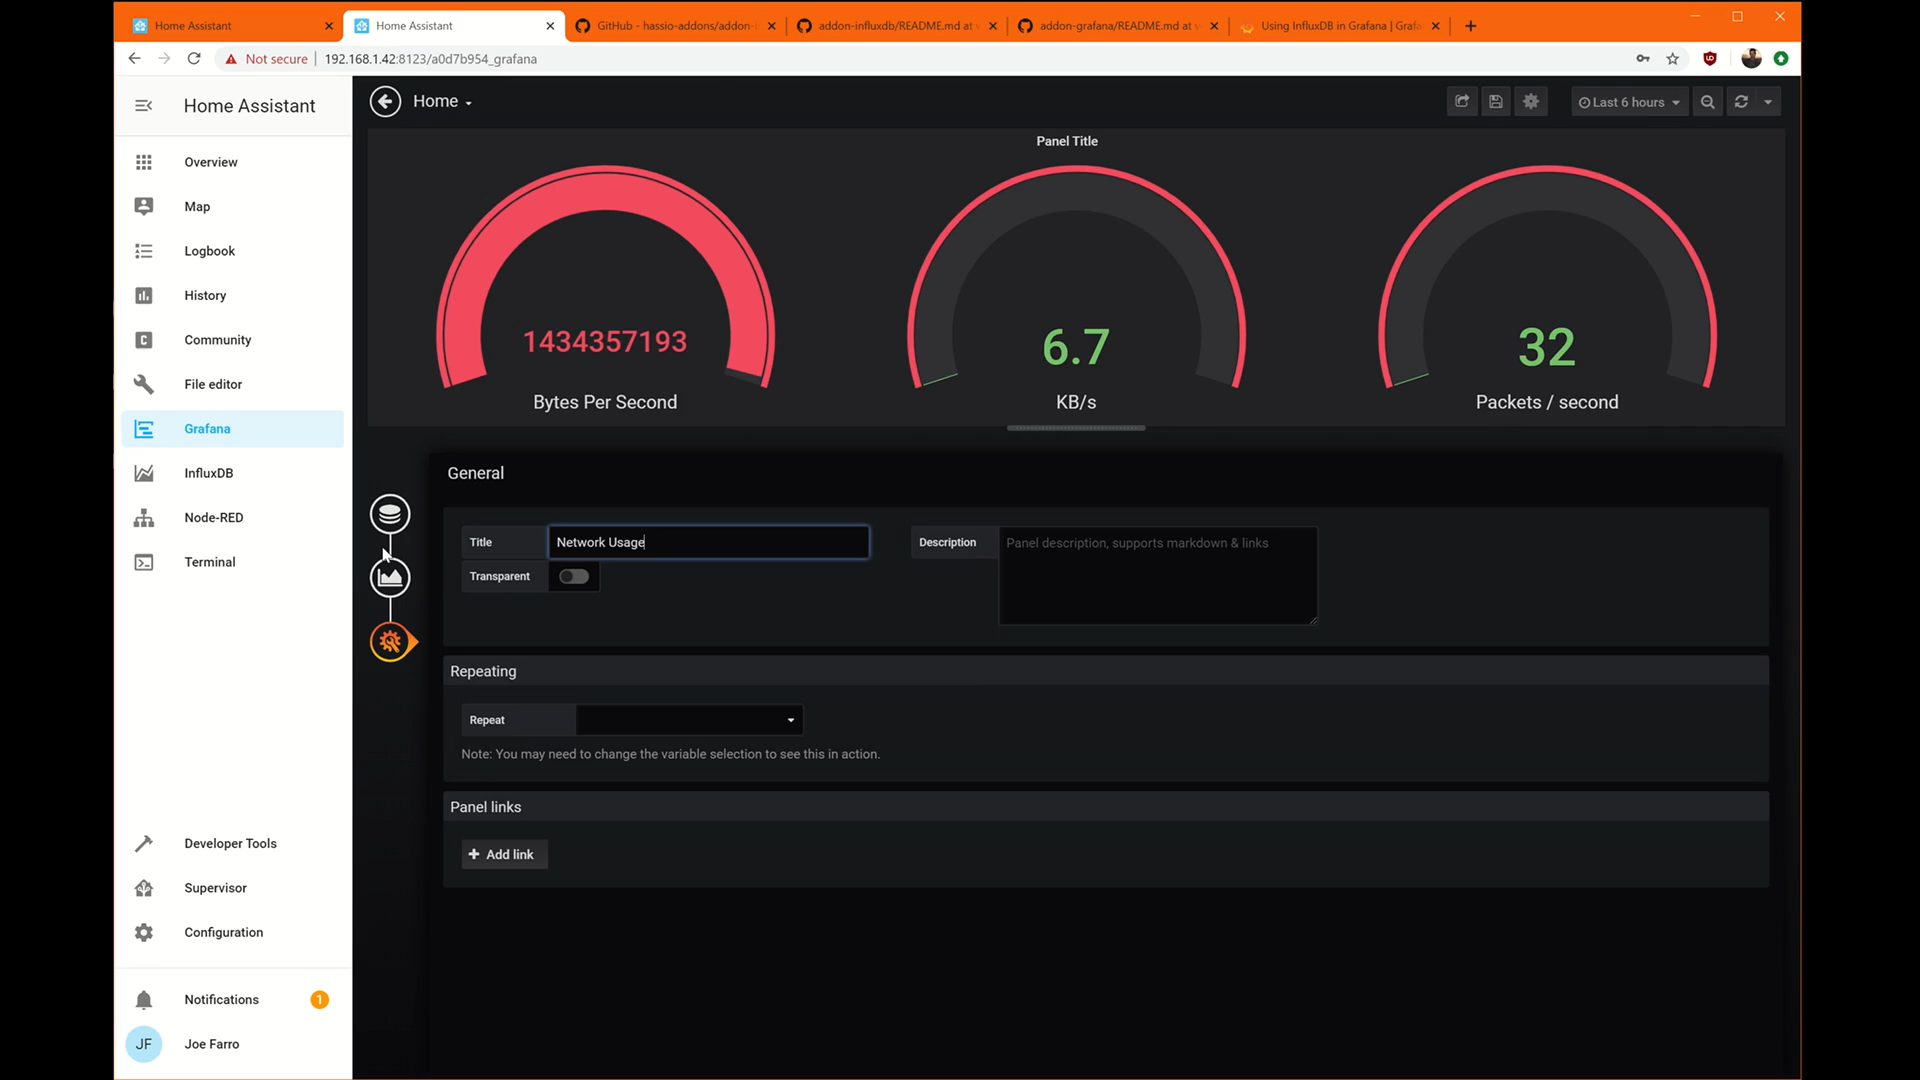 Home Assistant
Home Assistant
GitHub - hassio-addons/addon-
addon-influxdb/README.md at
addon-grafana/README.md at
Using InfluxDB in Grafana | Grafa
Not secure
192.168.1.42:8123/a0d7b954_grafana
Home Assistant
Home
Last 6 hours
Overview
Map
Logbook
History
Community
File editor
Grafana
InfluxDB
Node-RED
Terminal
Developer Tools
Supervisor
Configuration
Notifications
1
JF
Joe Farro
Panel Title
1434357193
Bytes Per Second
6.7
KB/s
32
Packets / second
General
Title
Network Usage
Description
Panel description, supports markdown & links
Transparent
Repeating
Repeat
Note: You may need to change the variable selection to see this in action.
Panel links
+ Add link